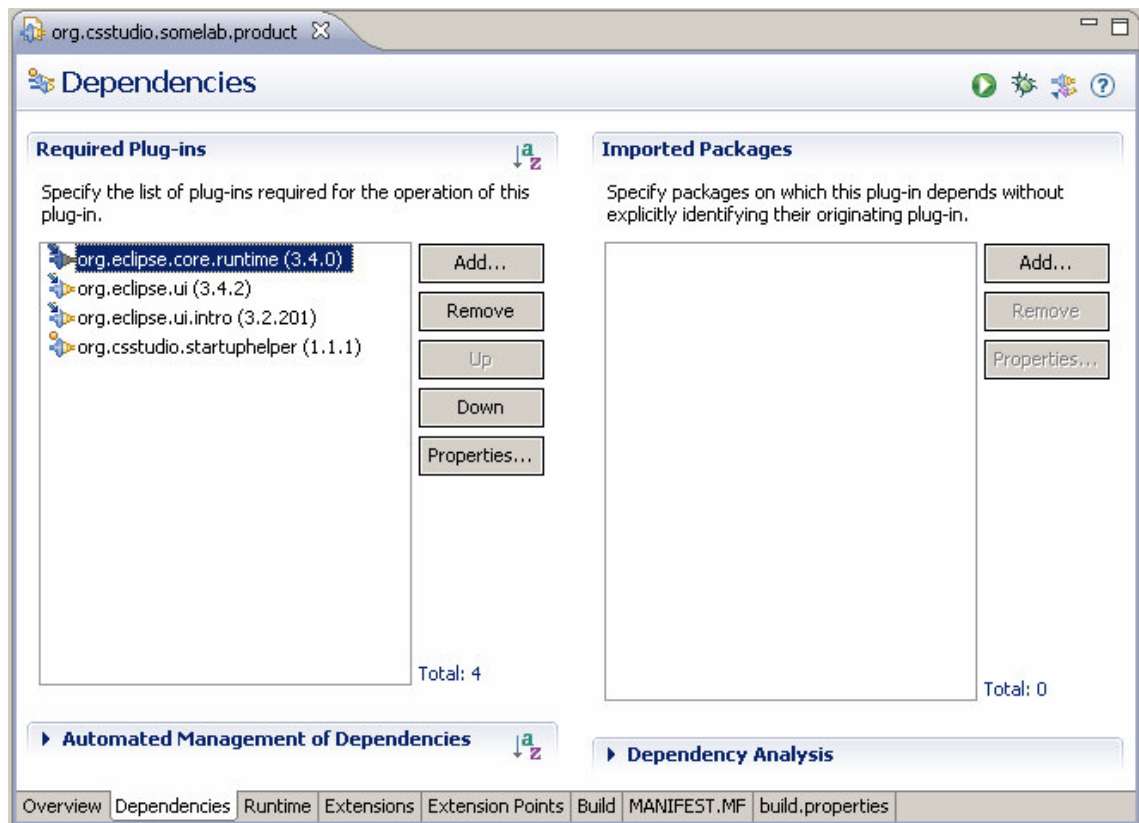 org.csstudio.somelab.product
Dependencies
Required Plug-ins
Specify the list of plug-ins required for the operation of this
plug-in.
org.eclipse.core.runtime (3.4.0)
org.eclipse.ui (3.4.2)
org.eclipse.ui.intro (3.2.201)
org.csstudio.startuphelper (1.1.1)
Add...
Remove
Up
Down
Properties...
Total: 4
Imported Packages
Specify packages on which this plug-in depends without
explicitly identifying their originating plug-in.
Add...
Remove
Properties...
Total: 0
Automated Management of Dependencies
Dependency Analysis
Overview Dependencies Runtime Extensions Extension Points Build MANIFEST.MF build.properties